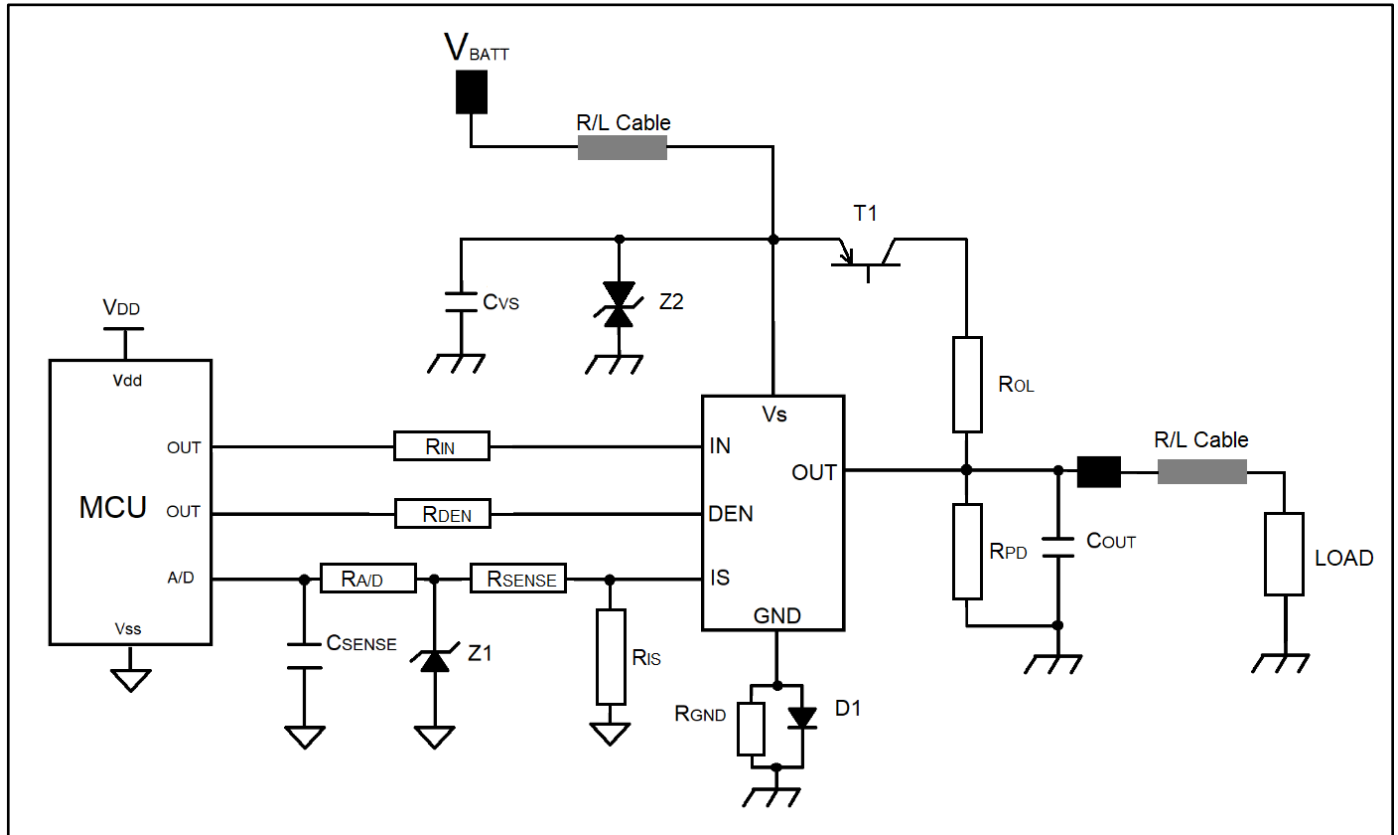 VBATT
R/L Cable
T1
CVS
Z2
VDD
Vdd
ROL
Vs
R/L Cable
OUT
RIN
IN
OUT
MCU
OUT
RDEN
DEN
RPD
COUT
LOAD
A/D
RA/D
RSENSE
IS
GND
Vss
CSENSE
Z1
RIS
RGND
D1